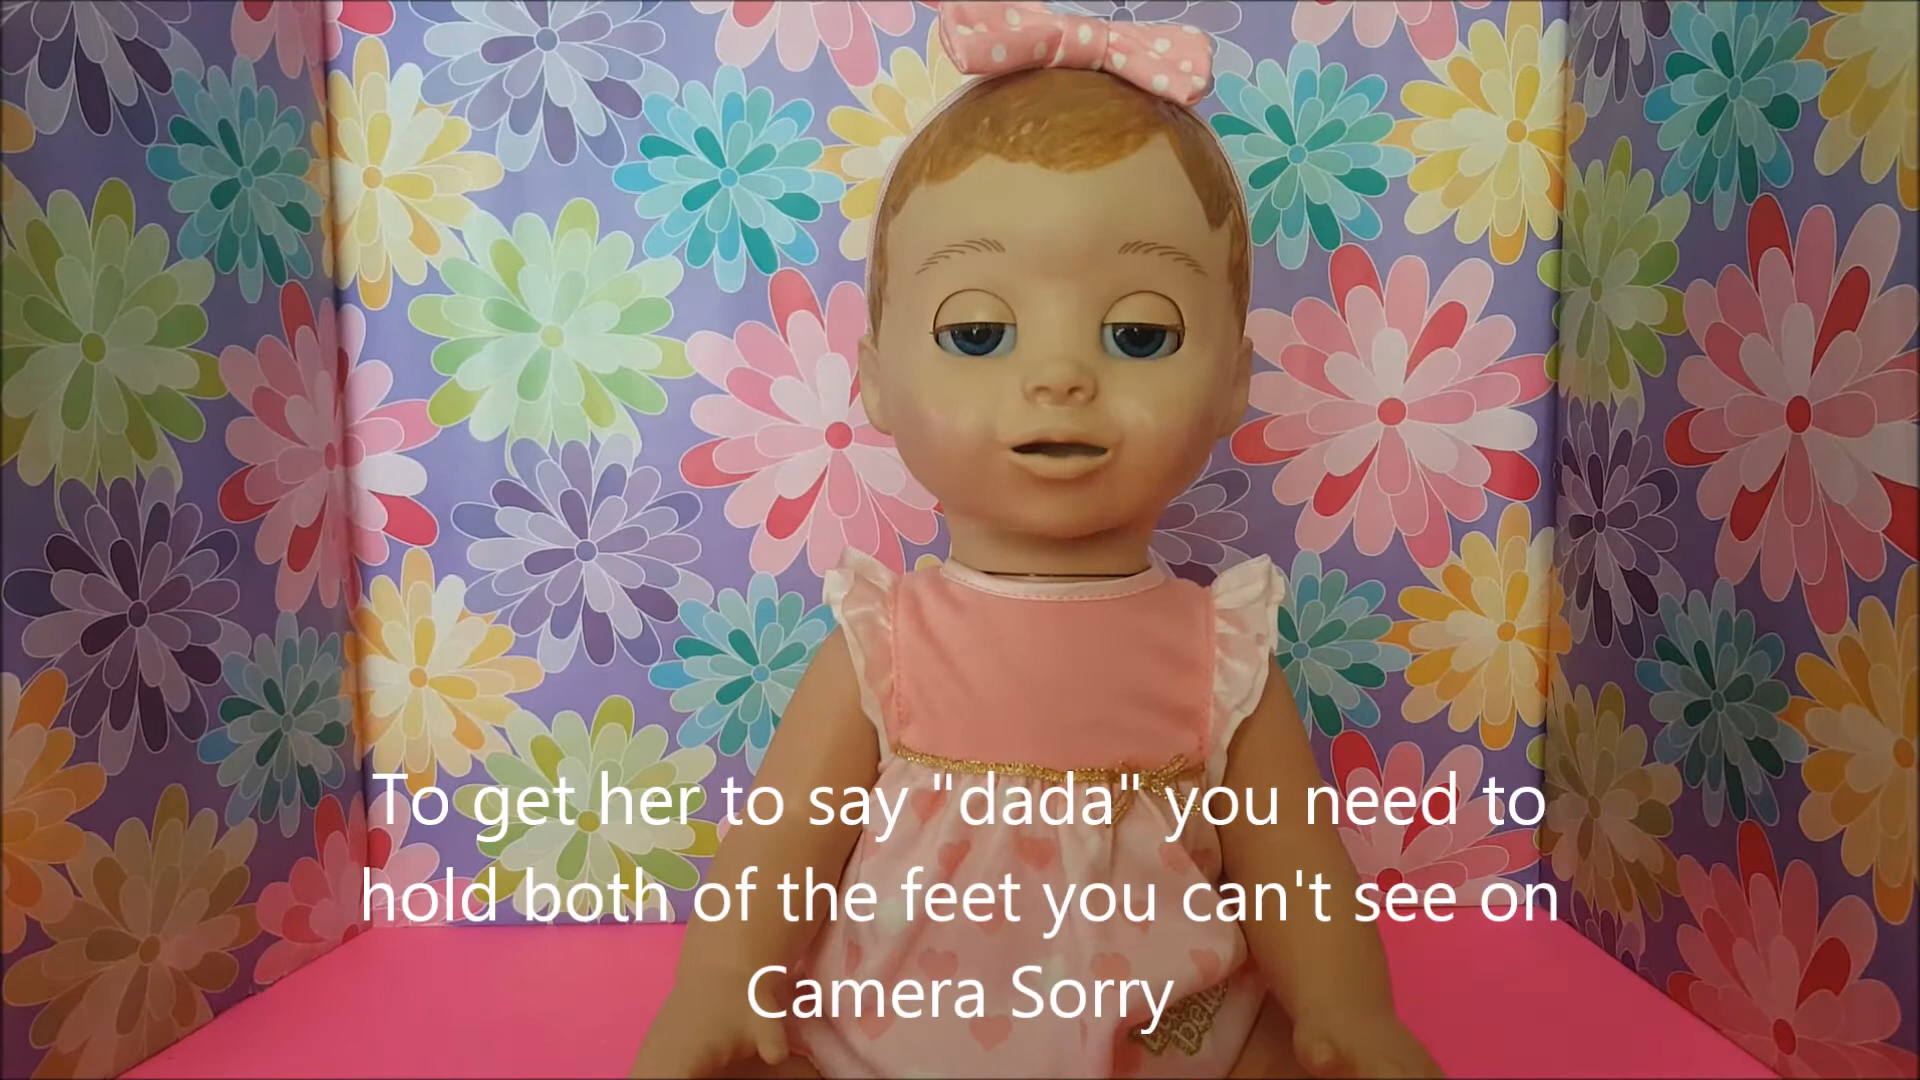 To get her to say "dada" you need to
hold both of the feet you can't see on
Camera Sorry